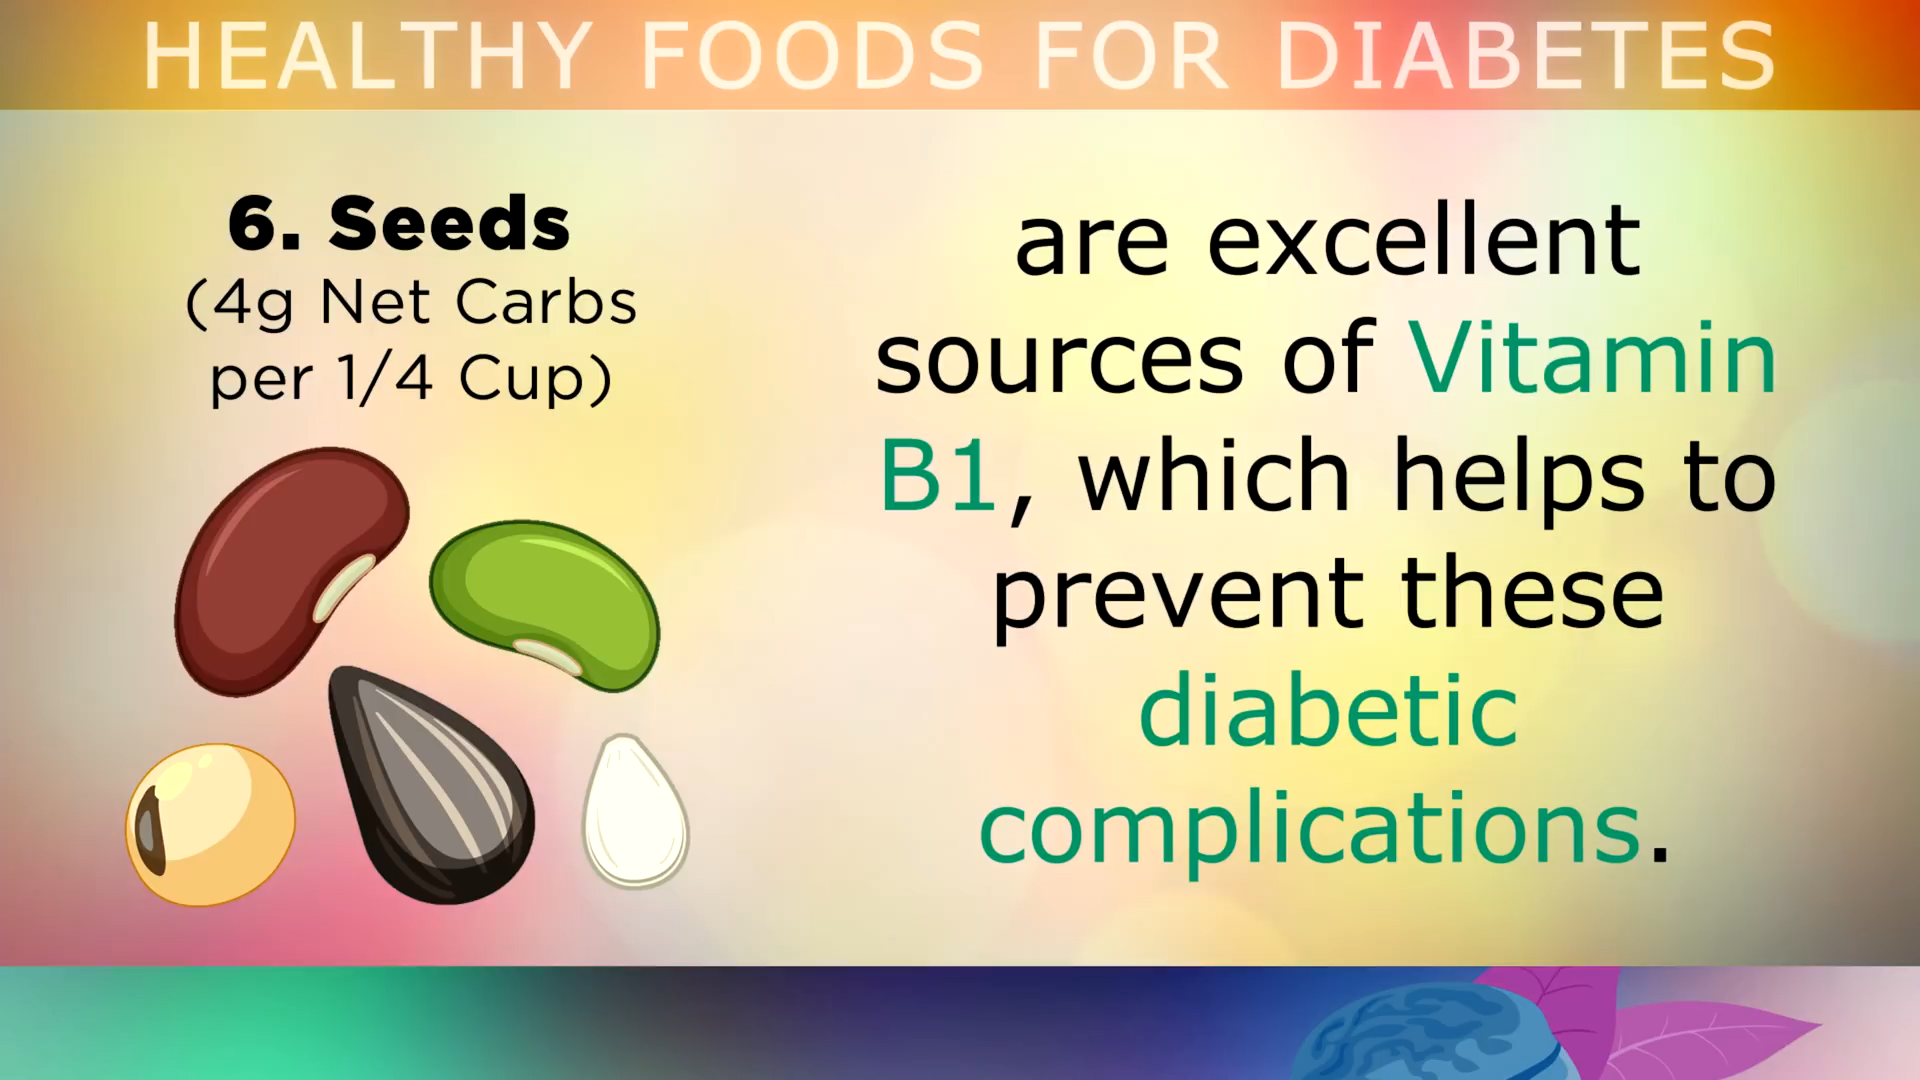 HEALTHY FOODS FOR DIABETES
6. Seeds
(4g Net Carbs
per 1/4 Cup)
are excellent
sources of Vitamin
B1, which helps to
prevent these
diabetic
complications.